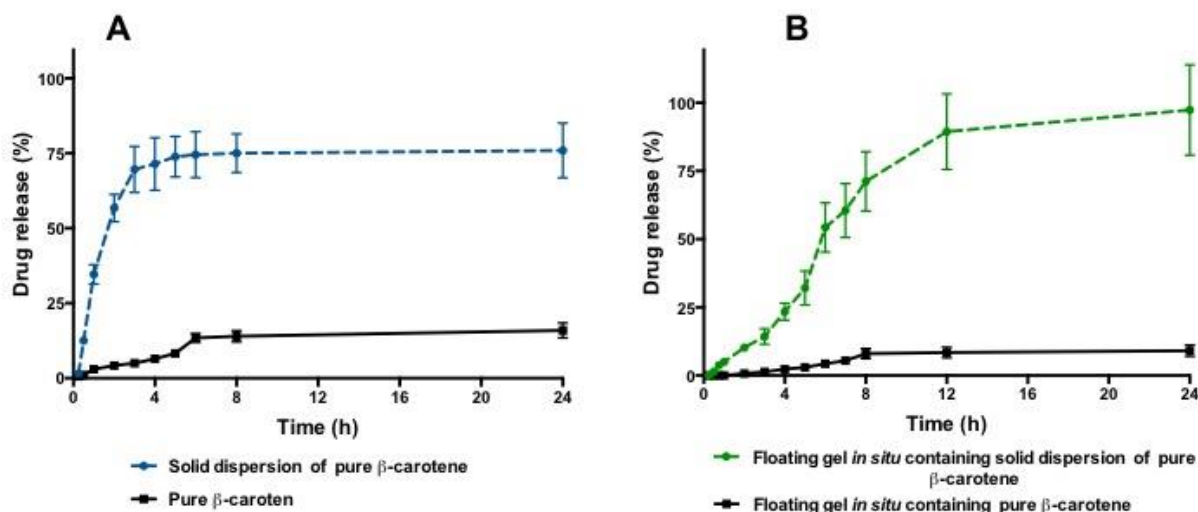 A
Drug release (%)
100
75
50
25
0
0 4 8 12 16 20 24
Time (h)
Solid dispersion of pure β-carotene
Pure β-caroten
B
Drug release (%)
100
75
50
25
0
0 4 8 12 16 20 24
Time (h)
Floating gel in situ containing solid dispersion of pure
β-carotene
Floating gel in situ containing pure β-carotene